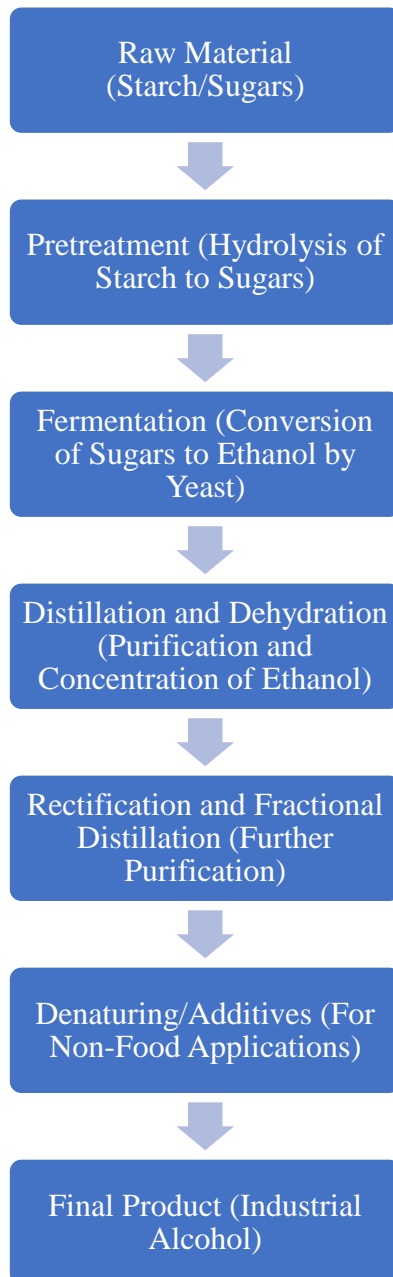 Raw Material
(Starch/Sugars)
Pretreatment (Hydrolysis of
Starch to Sugars)
Fermentation (Conversion
of Sugars to Ethanol by
Yeast)
Distillation and Dehydration
(Purification and
Concentration of Ethanol)
Rectification and Fractional
Distillation (Further
Purification)
Denaturing/Additives (For
Non-Food Applications)
Final Product (Industrial
Alcohol)